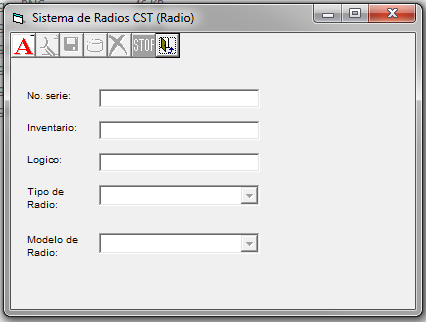 Sistema de Radios CST (Radio)
A
STOP
No. serie:
Inventario:
Logico:
Tipo de
Radio:
Modelo de
Radio: